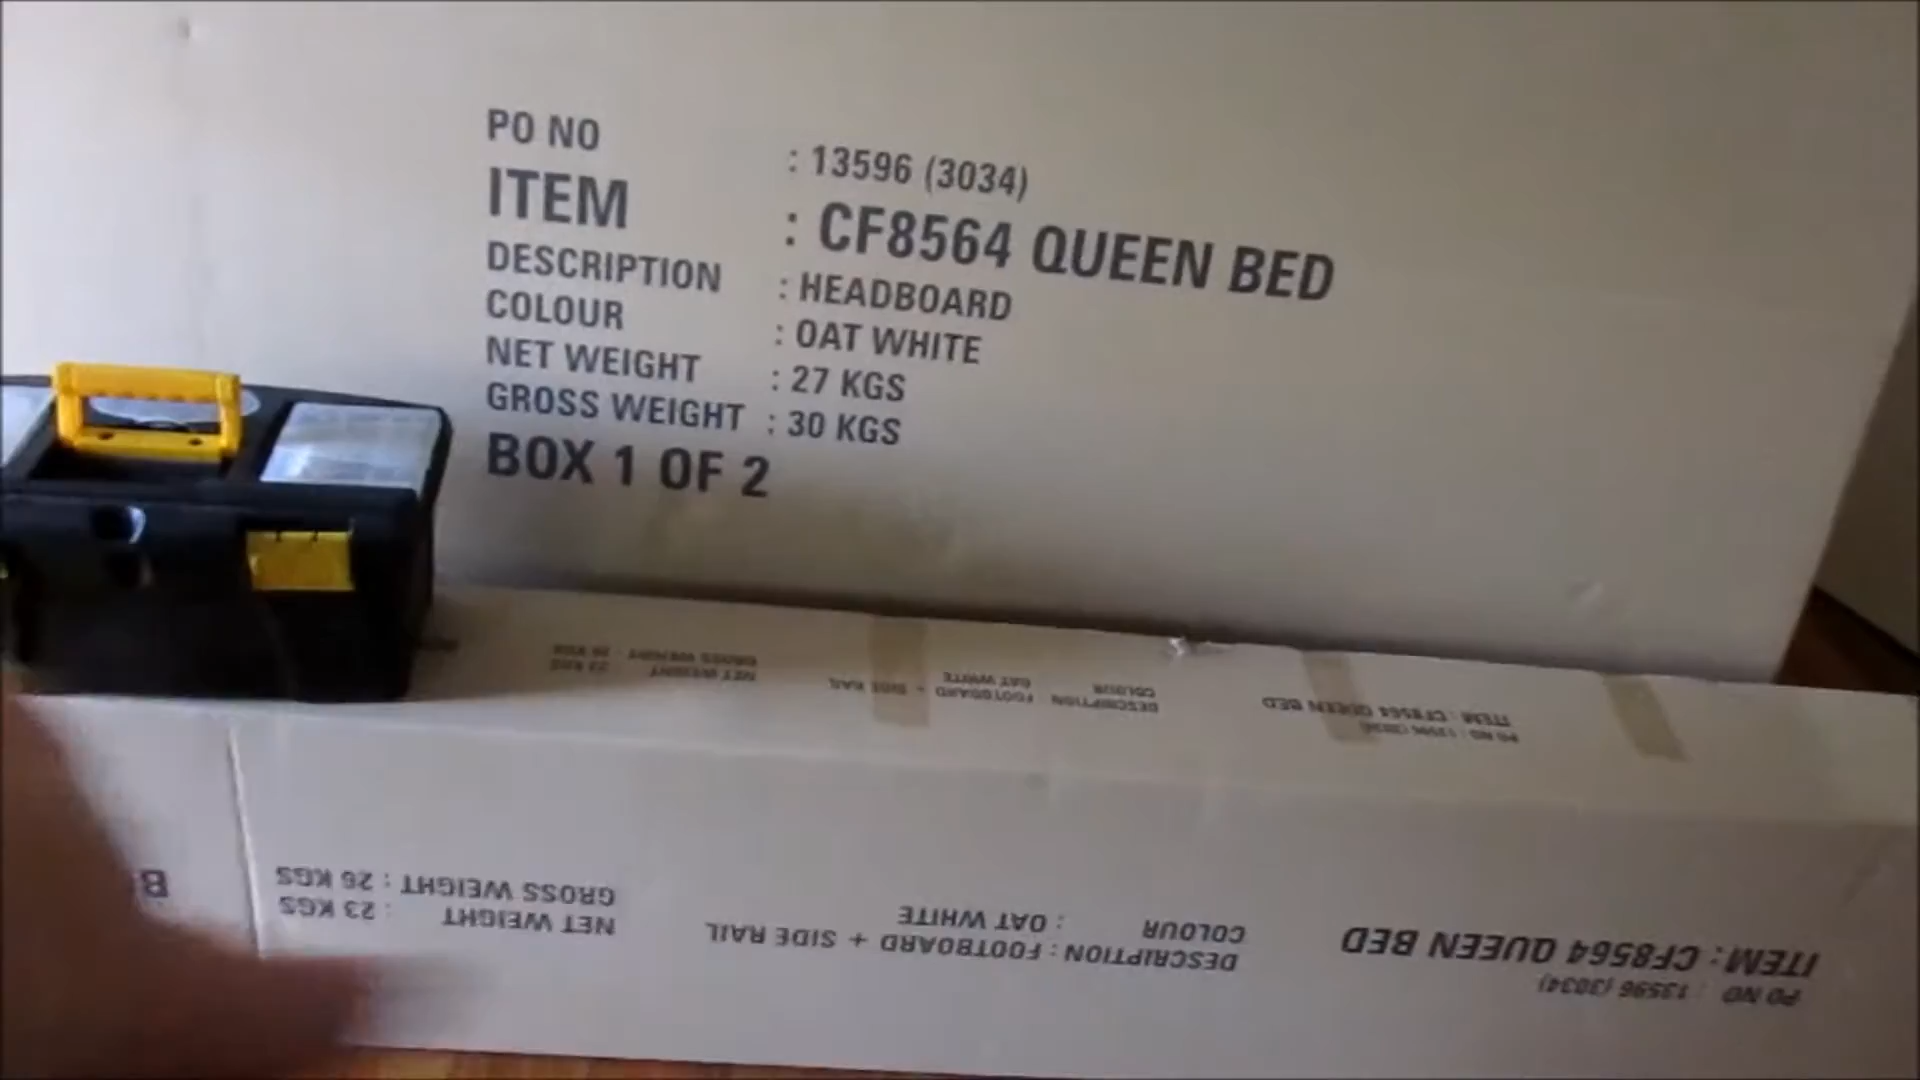 PO NO : 13596 (3034)
ITEM : CF8564 QUEEN BED
DESCRIPTION : HEADBOARD
COLOUR : OAT WHITE
NET WEIGHT : 27 KGS
GROSS WEIGHT : 30 KGS
BOX 1 OF 2
PO NO : 13596 (3034)
ITEM : CF8564 QUEEN BED
DESCRIPTION : FOOTBOARD + SIDE RAIL
COLOUR : OAT WHITE
NET WEIGHT : 23 KGS
GROSS WEIGHT : 26 KGS
PO NO : 13596 (3034)
ITEM : CF8564 QUEEN BED
DESCRIPTION : FOOTBOARD + SIDE RAIL
COLOUR : OAT WHITE
NET WEIGHT : 23 KGS
GROSS WEIGHT : 26 KGS
B